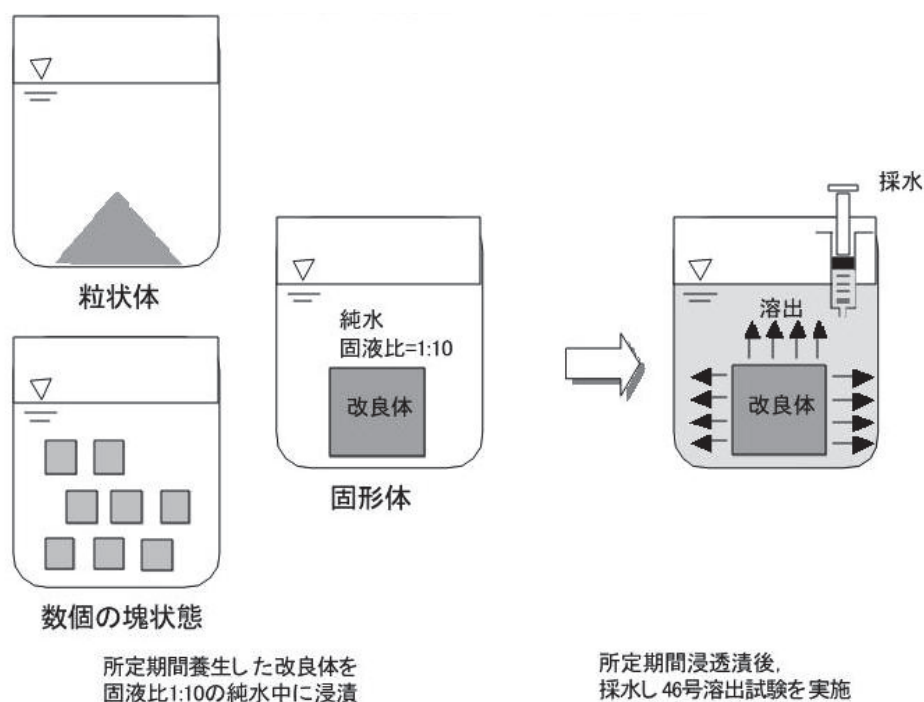 粒状体
数個の塊状態
純水
固液比=1:10
改良体
固形体
採水
溶出
改良体
所定期間養生した改良体を
固液比1:10の純水中に浸漬
所定期間浸透漬後,
採水し46号溶出試験を実施